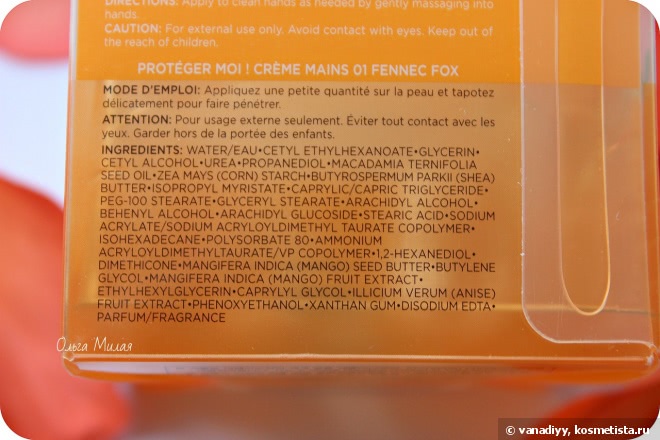 DIRECTIONS: Apply to clean hands as needed by gently massaging into
hands.
CAUTION: For external use only. Avoid contact with eyes. Keep out of
the reach of children.
PROTÉGER MOI ! CRÈME MAINS 01 FENNEC FOX
MODE D'EMPLOI: Appliquez une petite quantité sur la peau et tapotez
délicatement pour faire pénétrer.
ATTENTION: Pour usage externe seulement. Éviter tout contact avec les
yeux. Garder hors de la portée des enfants.
INGREDIENTS: WATER/EAU•CETYL ETHYLHEXANOATE•GLYCERIN•
CETYL ALCOHOL•UREA•PROPANEDIOL•MACADAMIA TERNIFOLIA
SEED OIL•ZEA MAYS (CORN) STARCH•BUTYROSPERMUM PARKII (SHEA)
BUTTER•ISOPROPYL MYRISTATE•CAPRYLIC/CAPRIC TRIGLYCERIDE•
PEG-100 STEARATE•GLYCERYL STEARATE•ARACHIDYL ALCOHOL•
BEHENYL ALCOHOL•ARACHIDYL GLUCOSIDE•STEARIC ACID•SODIUM
ACRYLATE/SODIUM ACRYLOYLDIMETHYL TAURATE COPOLYMER•
ISOHEXADECANE•POLYSORBATE 80•AMMONIUM
ACRYLOYLDIMETHYLTAURATE/VP COPOLYMER•1,2-HEXANEDIOL•
DIMETHICONE•MANGIFERA INDICA (MANGO) SEED BUTTER•BUTYLENE
GLYCOL•MANGIFERA INDICA (MANGO) FRUIT EXTRACT•
ETHYLHEXYLGLYCERIN•CAPRYLYL GLYCOL•ILLICIUM VERUM (ANISE)
FRUIT EXTRACT•PHENOXYETHANOL•XANTHAN GUM•DISODIUM EDTA•
PARFUM/FRAGRANCE
Ольга Милая
© vanadiyy, kosmetista.ru